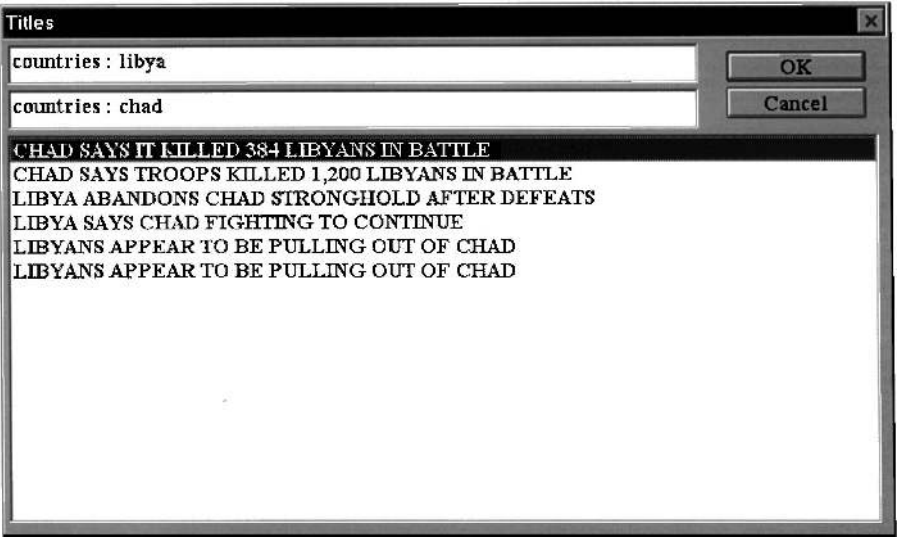 Titles
countries : libya
OK
countries : chad
Cancel
CHAD SAYS IT KILLED 384 LIBYANS IN BATTLE
CHAD SAYS TROOPS KILLED 1,200 LIBYANS IN BATTLE
LIBYA ABANDONS CHAD STRONGHOLD AFTER DEFEATS
LIBYA SAYS CHAD FIGHTING TO CONTINUE
LIBYANS APPEAR TO BE PULLING OUT OF CHAD
LIBYANS APPEAR TO BE PULLING OUT OF CHAD